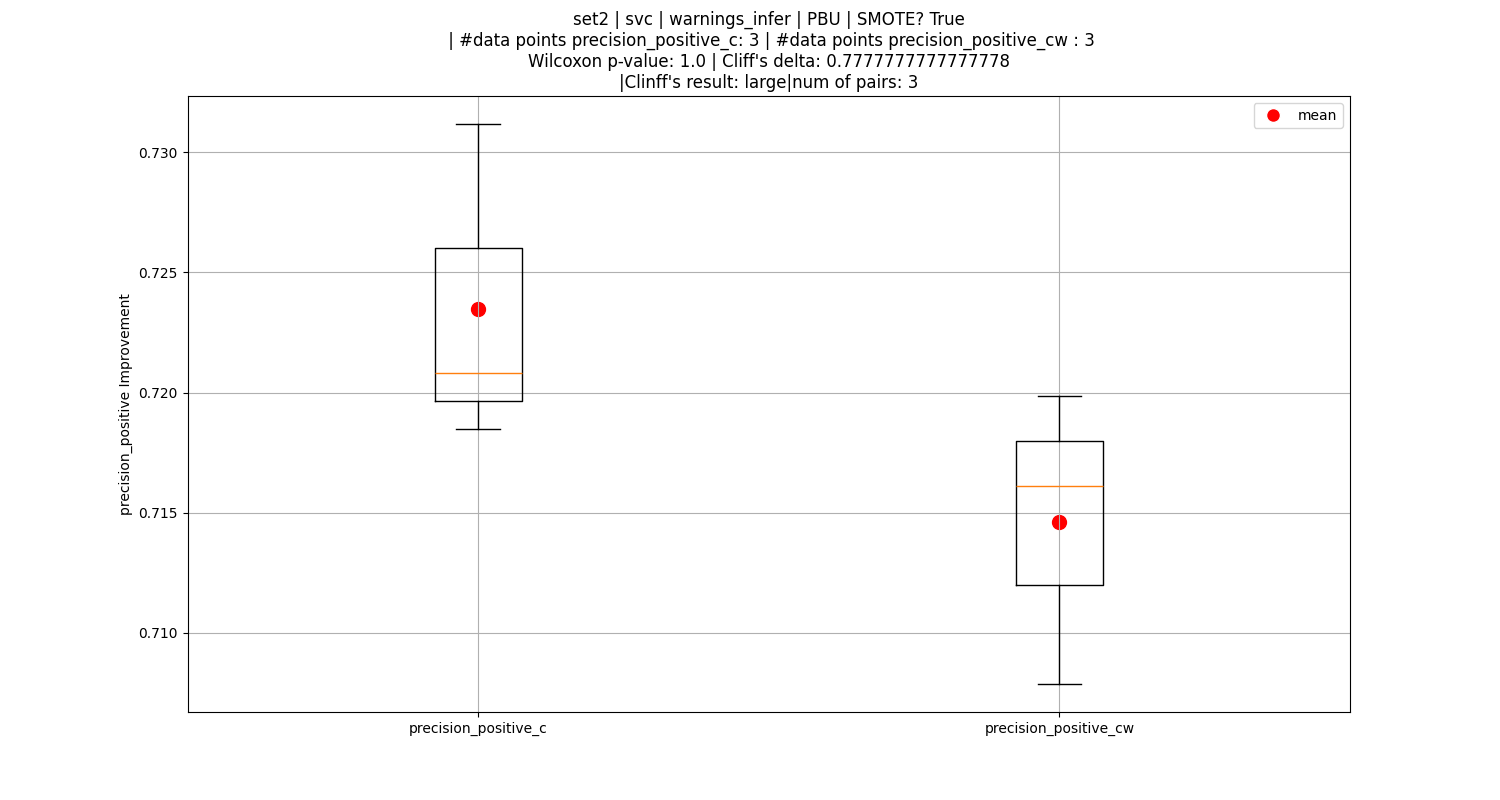 set2 | svc | warnings_infer | PBU | SMOTE? True
| #data points precision_positive_c: 3 | #data points precision_positive_cw : 3
Wilcoxon p-value: 1.0 | Cliff's delta: 0.7777777777777778
|Clinff's result: large|num of pairs: 3
mean
0.730
0.725
0.720
0.715
0.710
precision_positive Improvement
precision_positive_c
precision_positive_cw